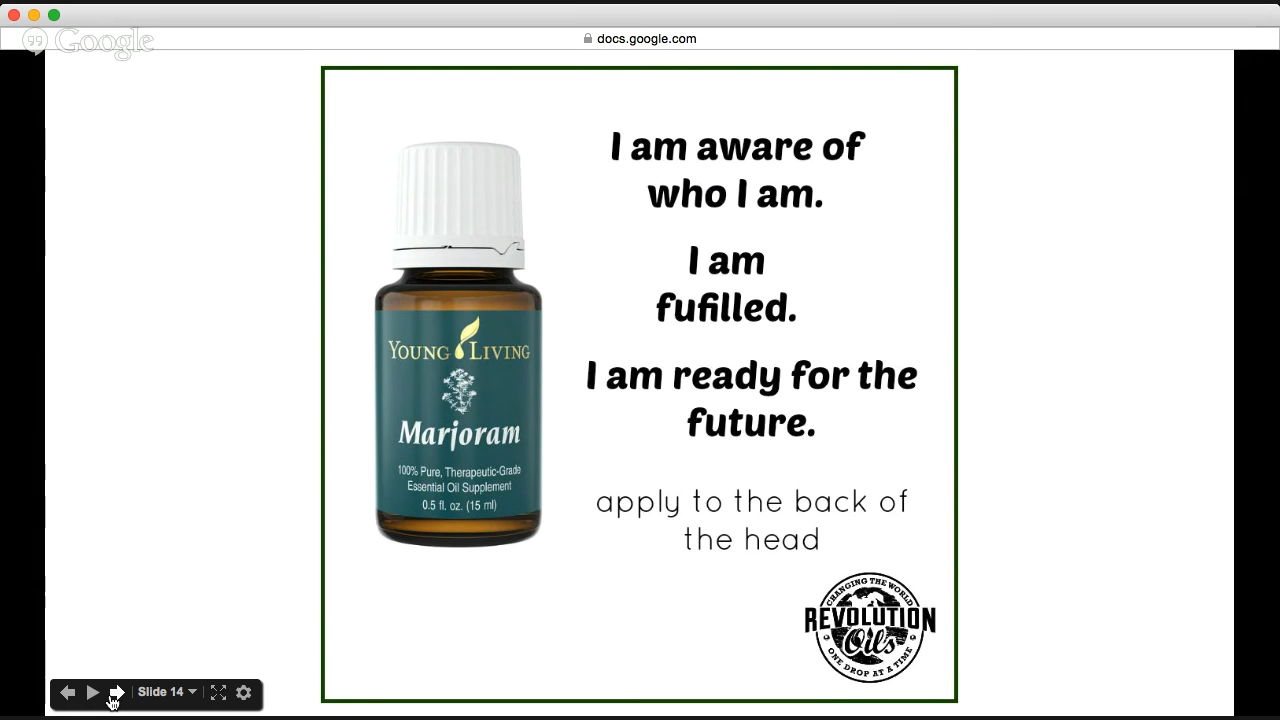 Google
docs.google.com
I am aware of
who I am.
I am
fufilled.
I am ready for the
future.
apply to the back of
the head
YOUNG LIVING
Marjoram
100% Pure, Therapeutic-Grade
Essential Oil Supplement
0.5 fl. oz. (15 ml)
CHANGING THE WORLD
REVOLUTION
Oils
ONE DROP AT A TIME
Slide 14